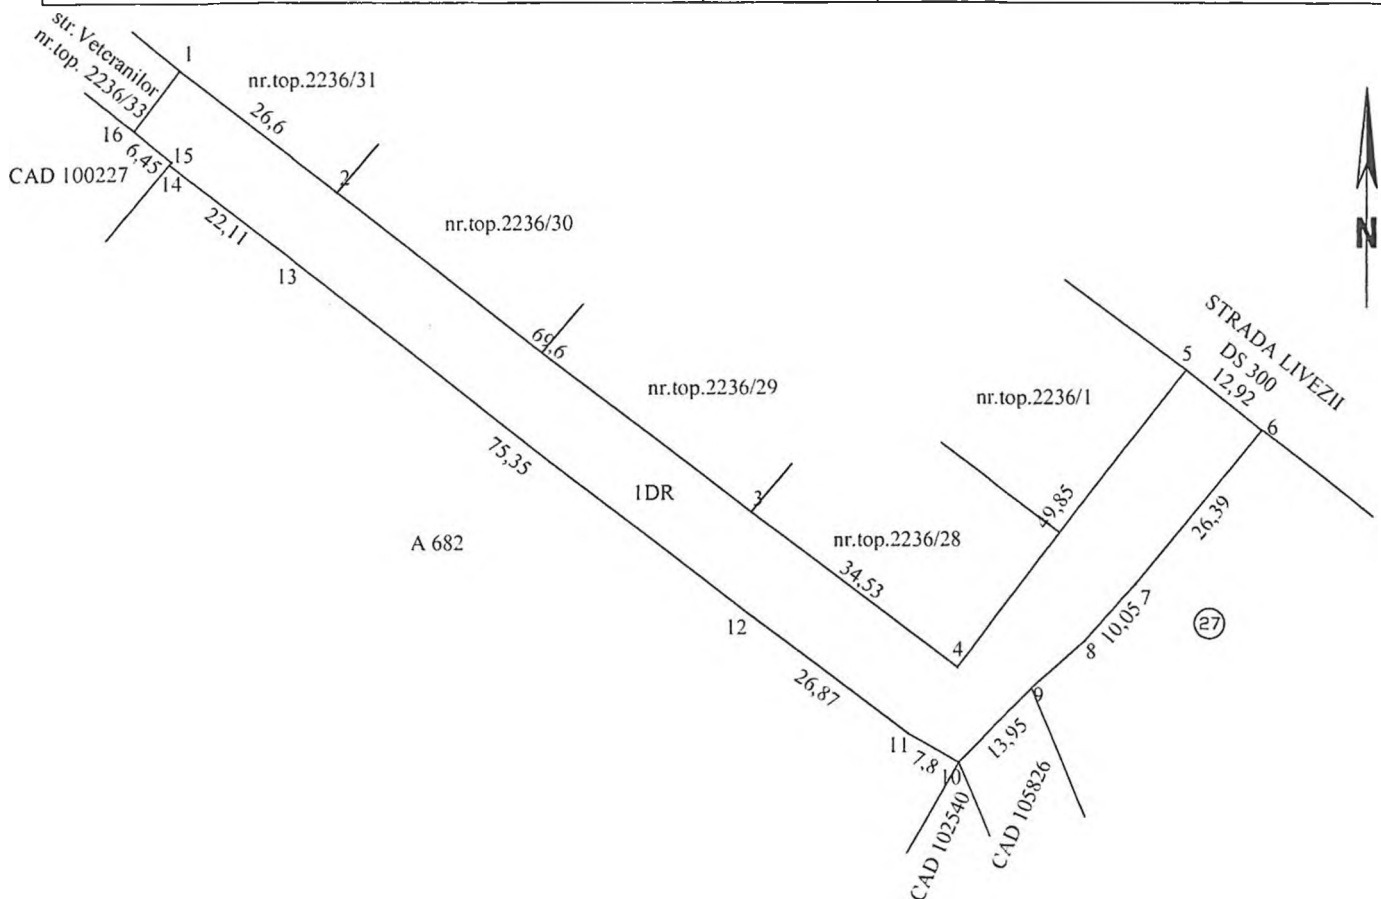 str. Veteranilor
nr.top. 2236/33
1
nr.top.2236/31
26,6
16
6,45
15
14
CAD 100227
2
22,11
nr.top.2236/30
13
N
69,6
nr.top.2236/29
STRADA LIVEZII
DS 300
12,92
5
6
nr.top.2236/1
75,35
1DR
3
49,85
26,39
A 682
nr.top.2236/28
34,53
12
7
10,05
27
8
4
26,87
9
11
7,8
10
13,95
CAD 102540
CAD 105826